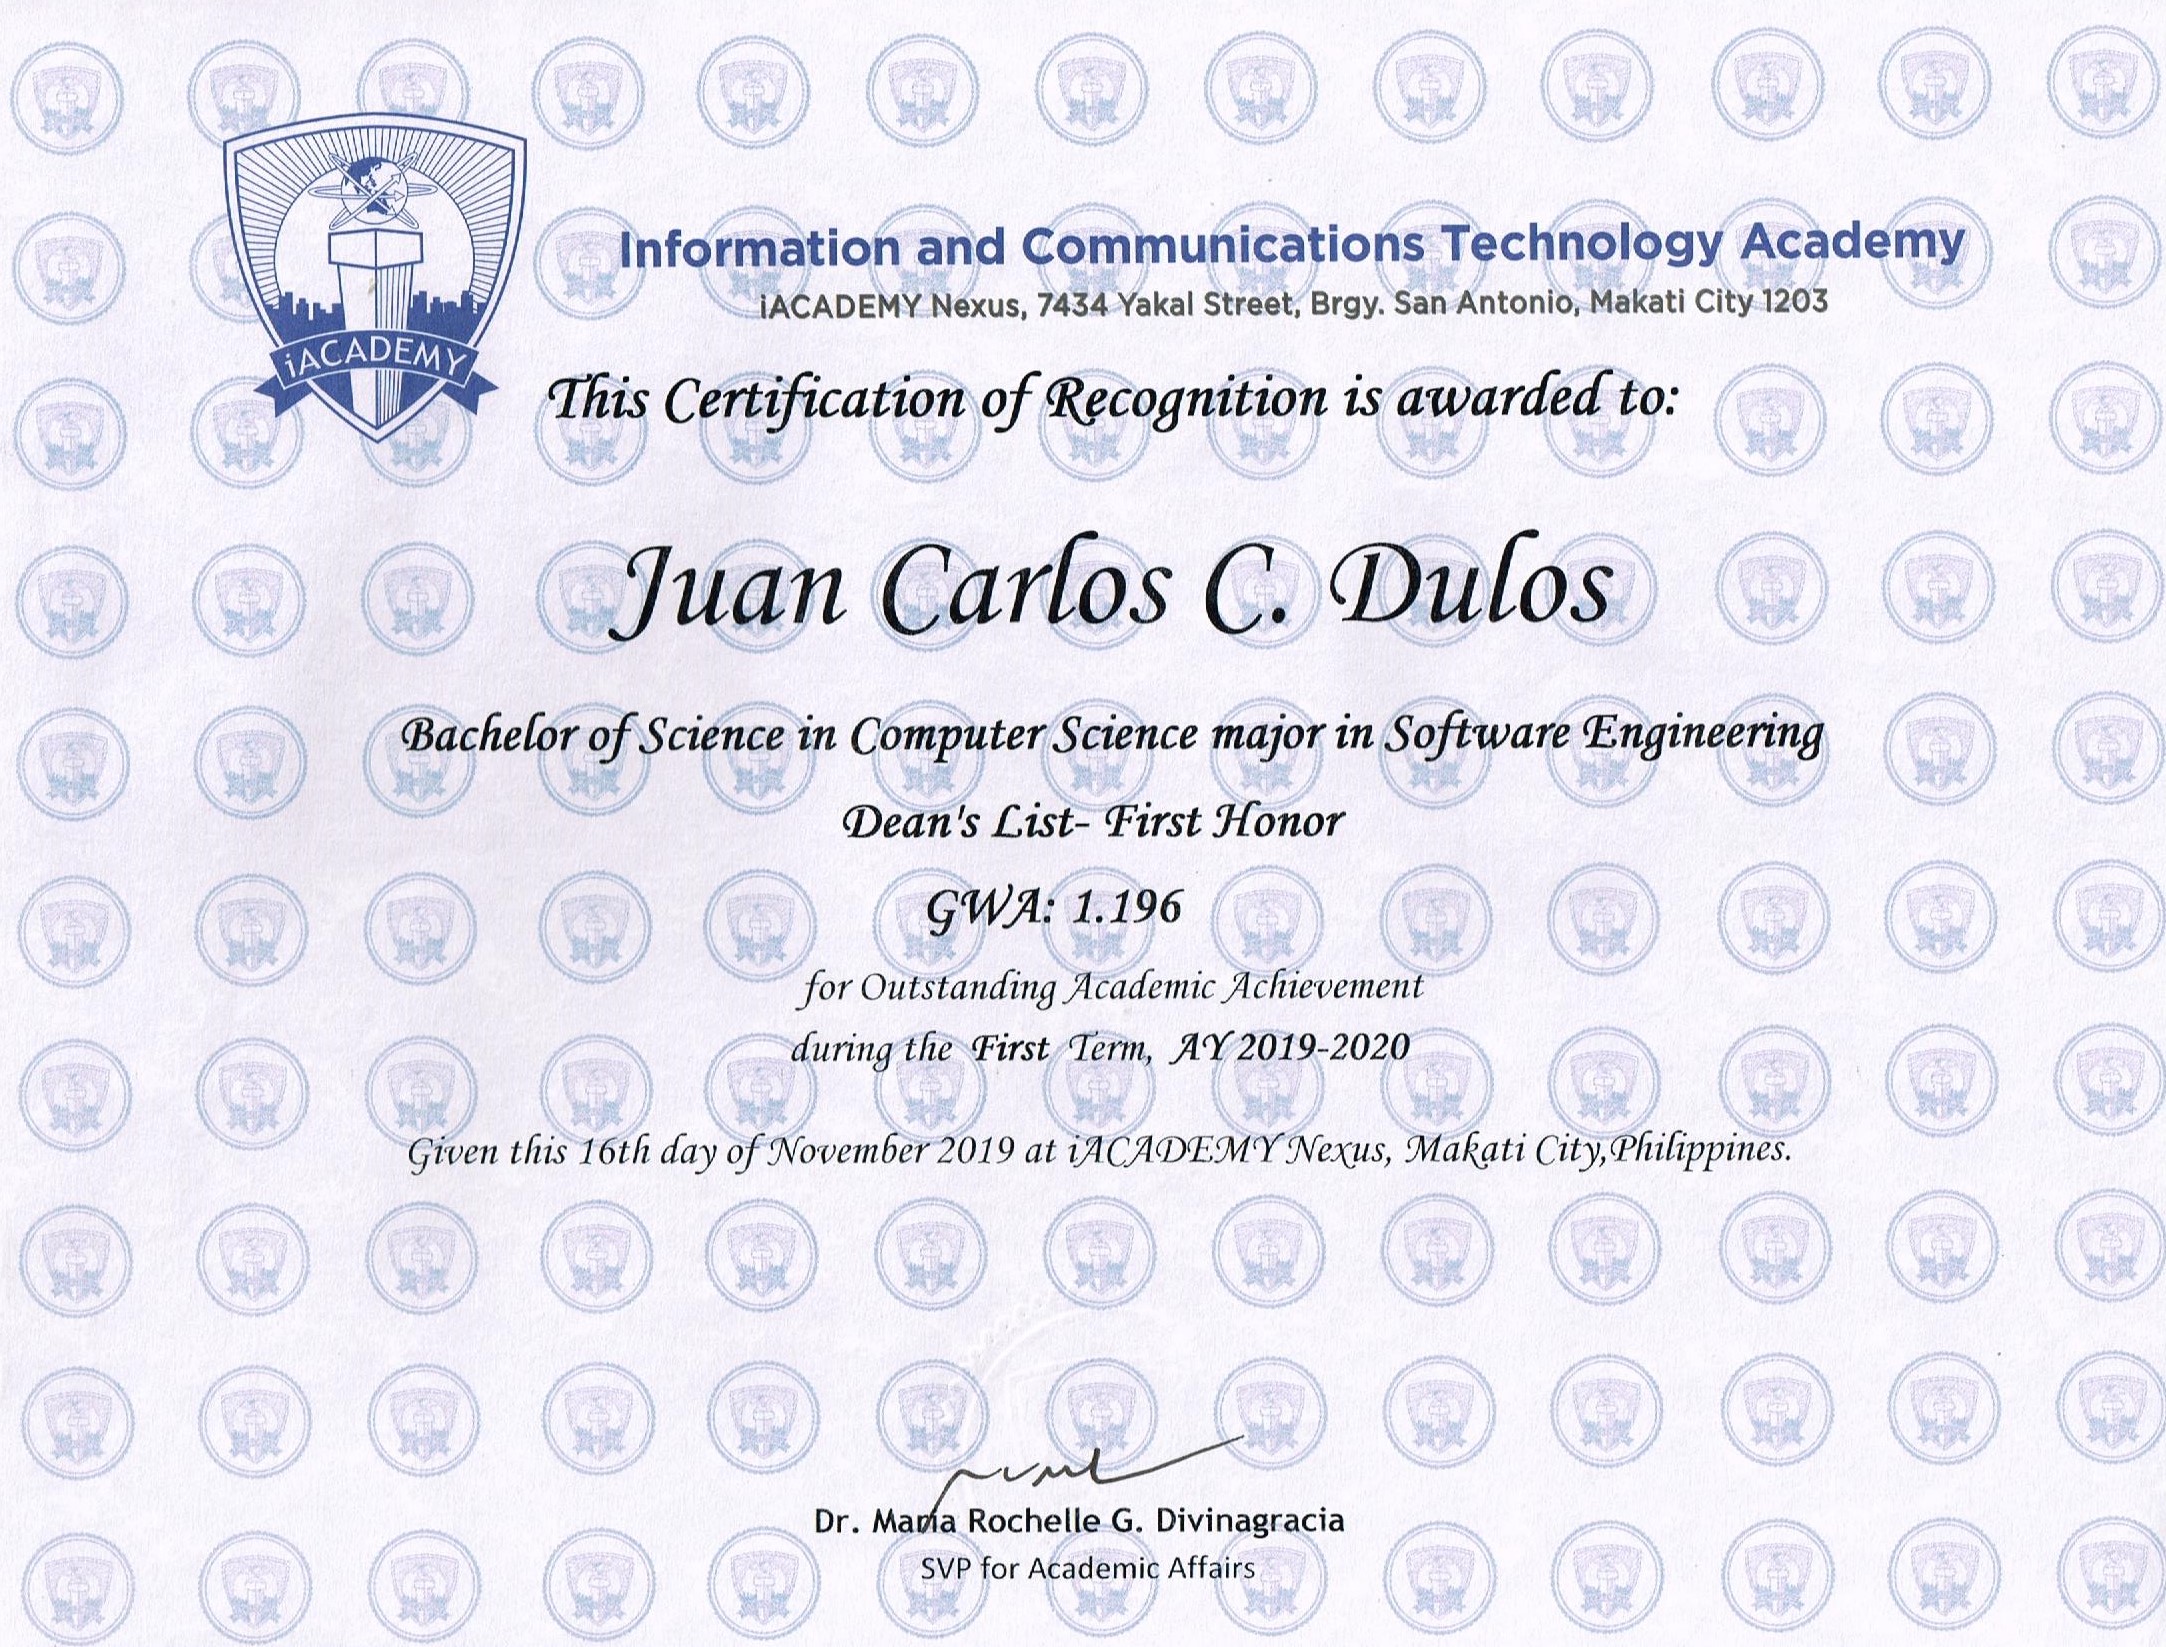 iACADEMY
Information and Communications Technology Academy
iACADEMY Nexus, 7434 Yakal Street, Brgy. San Antonio, Makati City 1203
This Certification of Recognition is awarded to:
Juan Carlos C. Dulos
Bachelor of Science in Computer Science major in Software Engineering
Dean's List- First Honor
GWA: 1.196
for Outstanding Academic Achievement
during the First Term, AY 2019-2020
Given this 16th day of November 2019 at iACADEMY Nexus, Makati City,Philippines.
Dr. Maria Rochelle G. Divinagracia
SVP for Academic Affairs